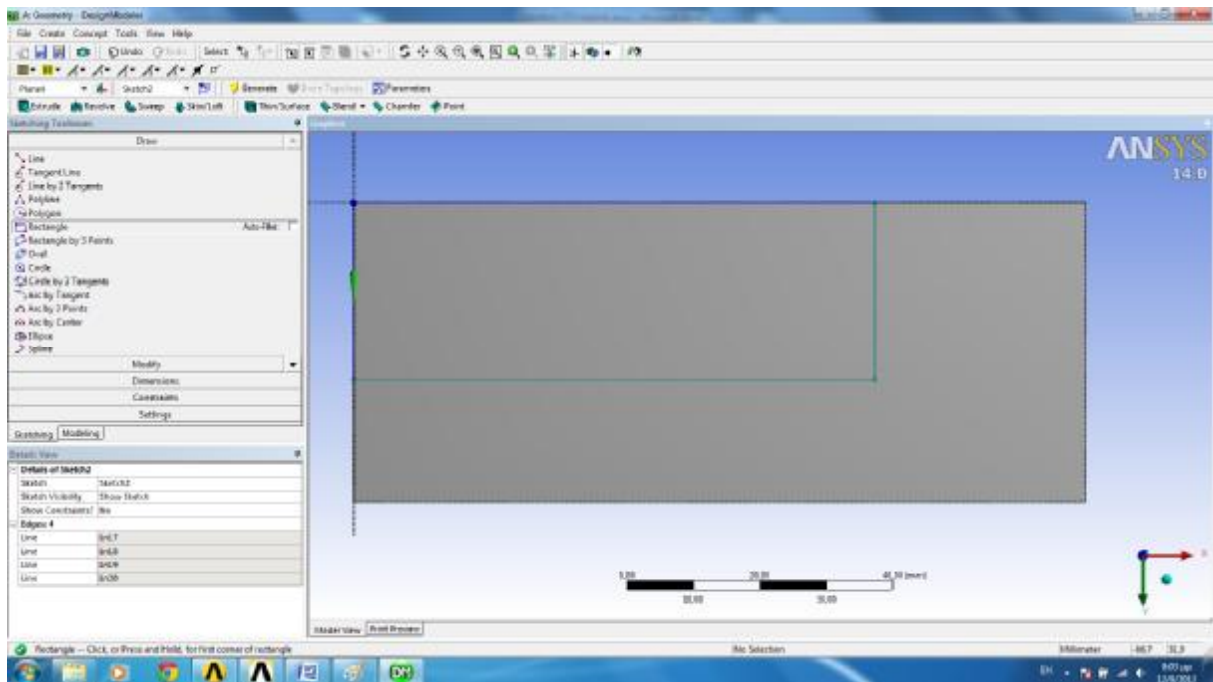 A: Geometry - DesignModeler
File Create Concept Tools View Help
Undo Redo Select
Sketch2 Generate Share Topology Parameters
Extrude Revolve Sweep Skin/Loft Thin/Surface Blend Chamfer Point
Sketching Toolboxes
Draw
Line
Tangent Line
Line by 2 Tangents
Polyline
Polygon
Rectangle Auto-Fillet:
Rectangle by 3 Points
Oval
Circle
Circle by 3 Tangents
Arc by Tangent
Arc by 3 Points
Arc by Center
Ellipse
Spline
Modify
Dimensions
Constraints
Settings
Sketching Modeling
Details View
Details of Sketch2
Sketch Sketch2
Sketch Visibility Show Sketch
Show Constraints? No
Edges: 4
Line Ln17
Line
Line
Line
ANSYS
14.0
0,00 20,00 40,00 (mm)
10,00 30,00
X
Y
Model View Print Preview
Rectangle -- Click, or Press and Hold, for first corner of rectangle No Selection Millimeter
EN